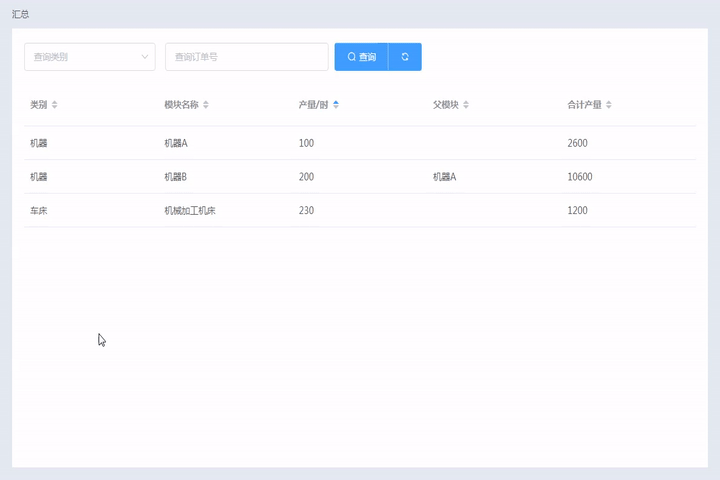 汇总
查询类别 查询订单号 查询
类别 模块名称 产量/时 父模块 合计产量
机器 机器A 100 2600
机器 机器B 200 机器A 10600
车床 机械加工机床 230 1200